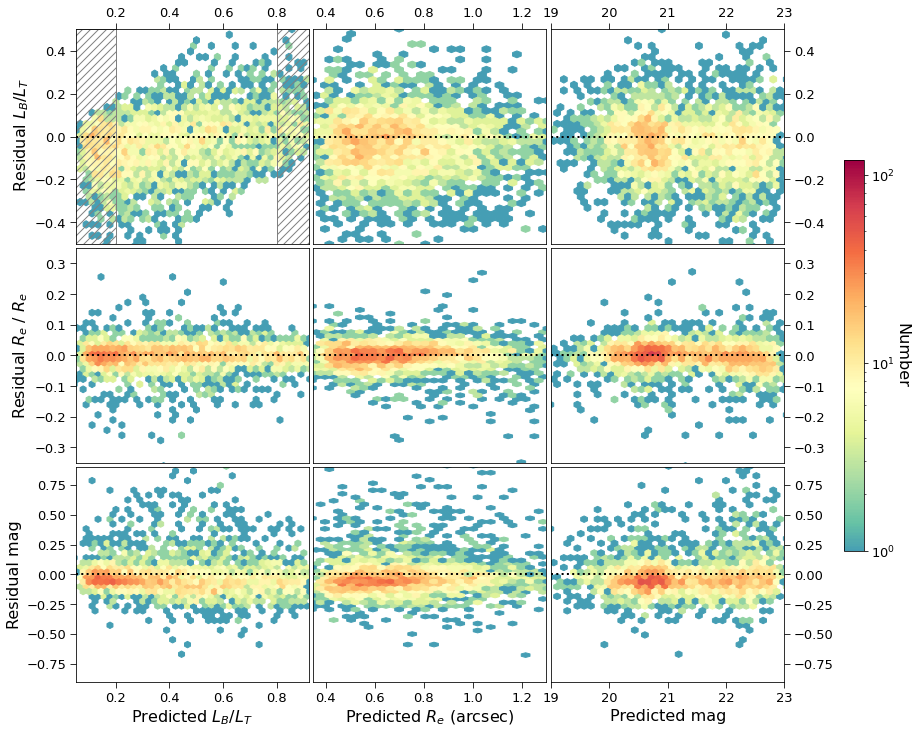 0.2 0.4 0.6 0.8 0.4 0.6 0.8 1.0 1.2 19 20 21 22 23
Residual $L_B/L_T$
0.4 0.2 0.0 −0.2 −0.4
0.4 0.2 0.0 −0.2 −0.4
Residual $R_e$ / $R_e$
0.3 0.2 0.1 0.0 −0.1 −0.2 −0.3
0.3 0.2 0.1 0.0 −0.1 −0.2 −0.3
Residual mag
0.75 0.50 0.25 0.00 −0.25 −0.50 −0.75
0.75 0.50 0.25 0.00 −0.25 −0.50 −0.75
0.2 0.4 0.6 0.8 0.4 0.6 0.8 1.0 1.2 19 20 21 22 23
Predicted $L_B/L_T$
Predicted $R_e$ (arcsec)
Predicted mag
$10^2$
$10^1$
$10^0$
Number